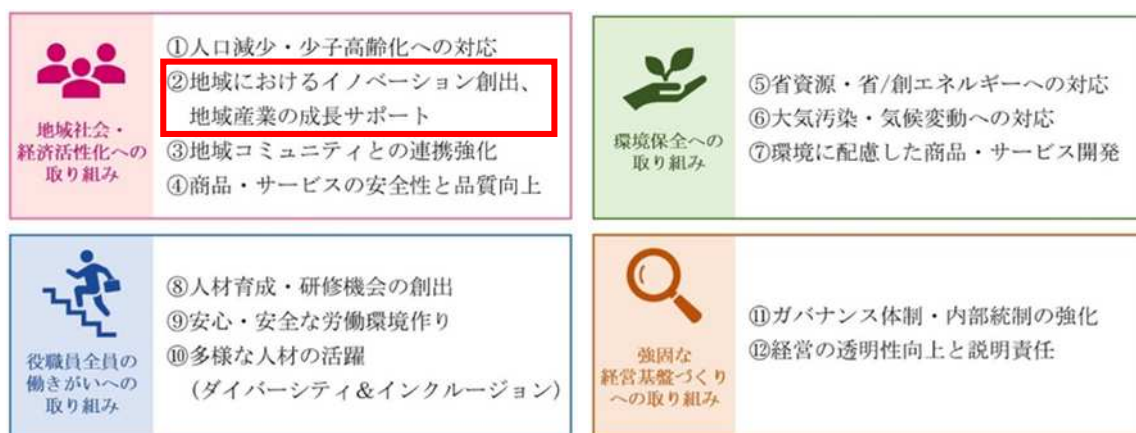 地域社会・
経済活性化への
取り組み
①人口減少・少子高齢化への対応
②地域におけるイノベーション創出、
地域産業の成長サポート
③地域コミュニティとの連携強化
④商品・サービスの安全性と品質向上
環境保全への
取り組み
⑤省資源・省/創エネルギーへの対応
⑥大気汚染・気候変動への対応
⑦環境に配慮した商品・サービス開発
役職員全員の
働きがいへの
取り組み
⑧人材育成・研修機会の創出
⑨安心・安全な労働環境作り
⑩多様な人材の活躍
(ダイバーシティ&インクルージョン)
強固な
経営基盤づくり
への取り組み
⑪ガバナンス体制・内部統制の強化
⑫経営の透明性向上と説明責任